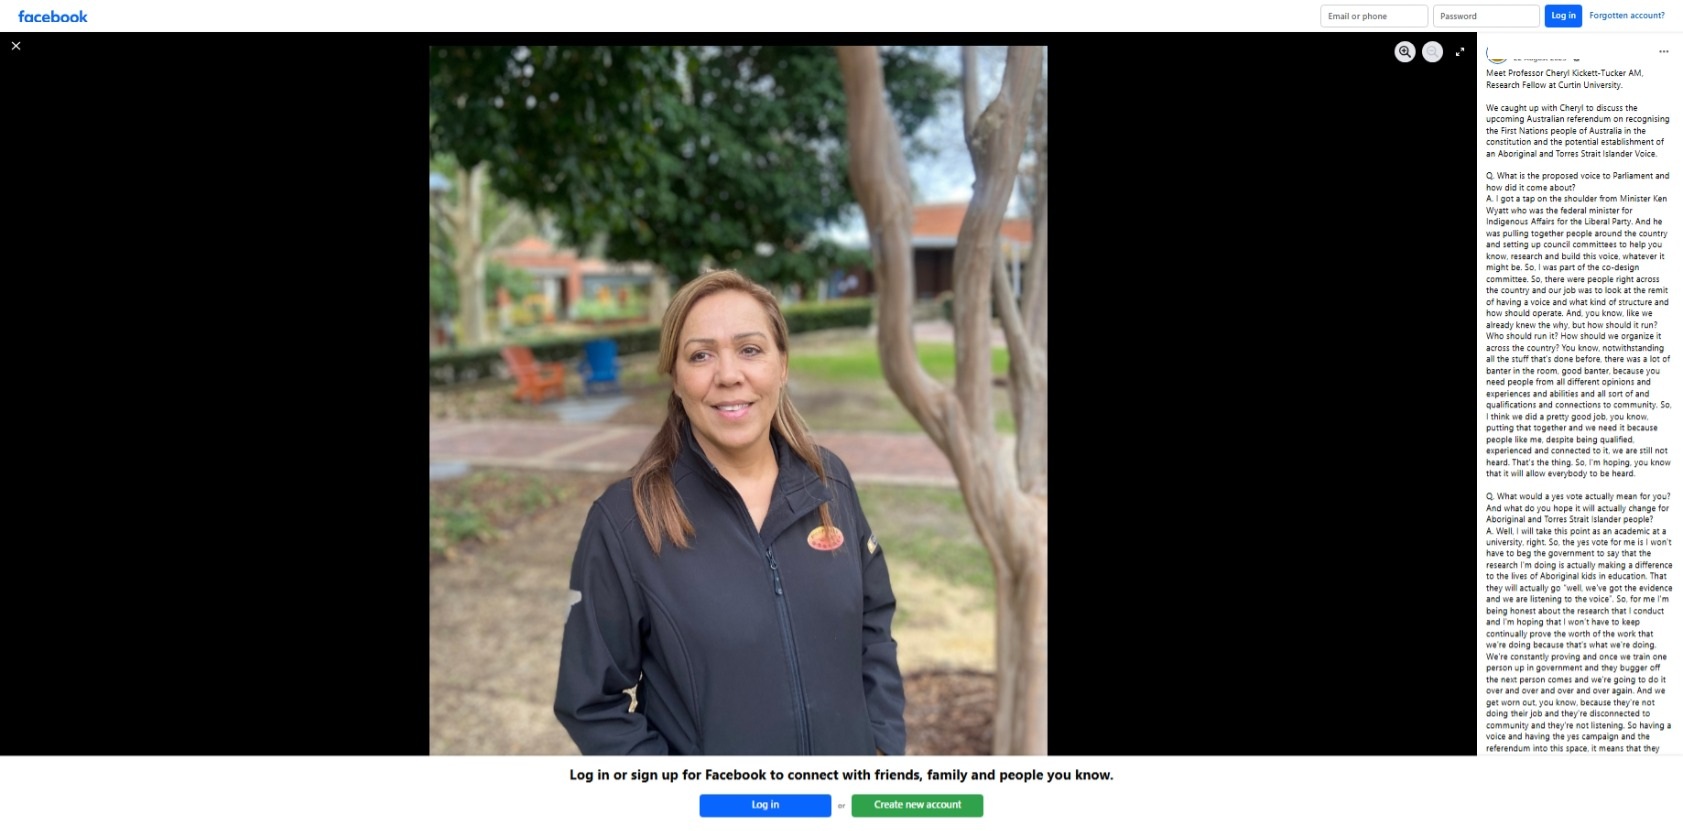 facebook
Email or phone
Password
Log in
Forgotten account?
Meet Professor Cheryl Kickett-Tucker AM,
Research Fellow at Curtin University.
We caught up with Cheryl to discuss the
upcoming Australian referendum on recognising
the First Nations people of Australia in the
constitution and the potential establishment of
an Aboriginal and Torres Strait Islander Voice.
Q. What is the proposed voice to Parliament and
how did it come about?
A. I got a tap on the shoulder from Minister Ken
Wyatt who was the federal minister for
Indigenous Affairs for the Liberal Party. And he
was pulling together people around the country
and setting up council committees to help you
know, research and build this voice, whatever it
might be. So, I was part of the co-design
committee. So, there were people right across
the country and our job was to look at the remit
of having a voice and what kind of structure and
how should operate. And, you know, like we
already knew the why, but how should it run?
Who should run it? How should we organize it
across the country? You know, notwithstanding
all the stuff that's done before, there was a lot of
banter in the room, good banter, because you
need people from all different opinions and
experiences and abilities and all sort of and
qualifications and connections to community. So,
I think we did a pretty good job, you know,
putting that together and we need it because
people like me, despite being qualified,
experienced and connected to it, we are still not
heard. That's the thing. So, I'm hoping, you know
that it will allow everybody to be heard.
Q. What would a yes vote actually mean for you?
And what do you hope it will actually change for
Aboriginal and Torres Strait Islander people?
A. Well, I will take this point as an academic at a
university, right. So, the yes vote for me is I won't
have to beg the government to say that the
research I'm doing is actually making a difference
to the lives of Aboriginal kids in education. That
they will actually go "well, we've got the evidence
and we are listening to the voice". So, for me I'm
being honest about the research that I conduct
and I'm hoping that I won't have to keep
continually prove the worth of the work that
we're doing because that's what we're doing.
We're constantly proving and once we train one
person up in government and they bugger off
the next person comes and we're going to do it
over and over and over and over again. And we
get worn out, you know, because they're not
doing their job and they're disconnected to
community and they're not listening. So having a
voice and having the yes campaign and the
referendum into this space, it means that they
Log in or sign up for Facebook to connect with friends, family and people you know.
Log in
or
Create new account